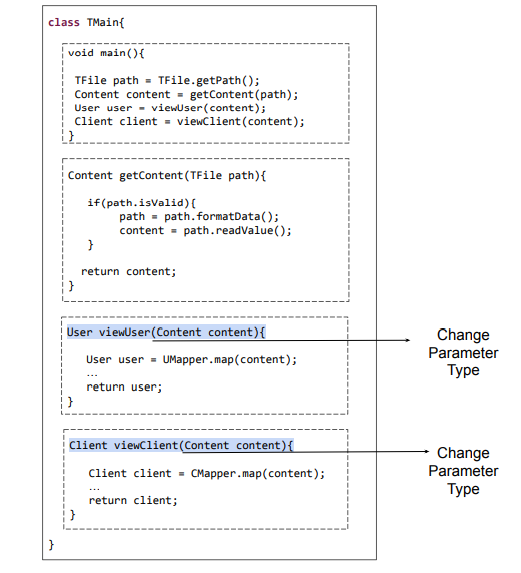 class TMain{
void main(){
TFile path = TFile.getPath();
Content content = getContent(path);
User user = viewUser(content);
Client client = viewClient(content);
}
Content getContent(TFile path){
if(path.isValid){
path = path.formatData();
content = path.readValue();
}
return content;
}
User viewUser(Content content){
User user = UMapper.map(content);
...
return user;
}
Change
Parameter
Type
Client viewClient(Content content){
Client client = CMapper.map(content);
...
return client;
}
Change
Parameter
Type
}